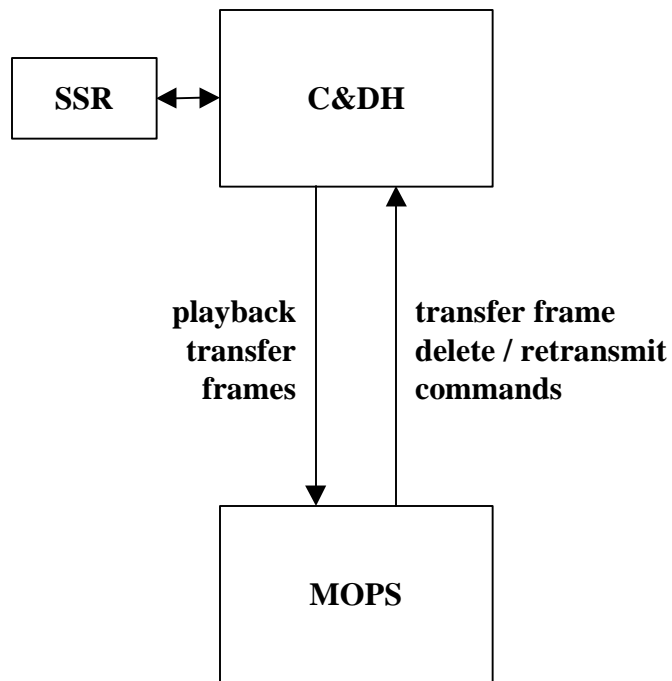 SSR
C&DH
playback
transfer
frames
transfer frame
delete / retransmit
commands
MOPS